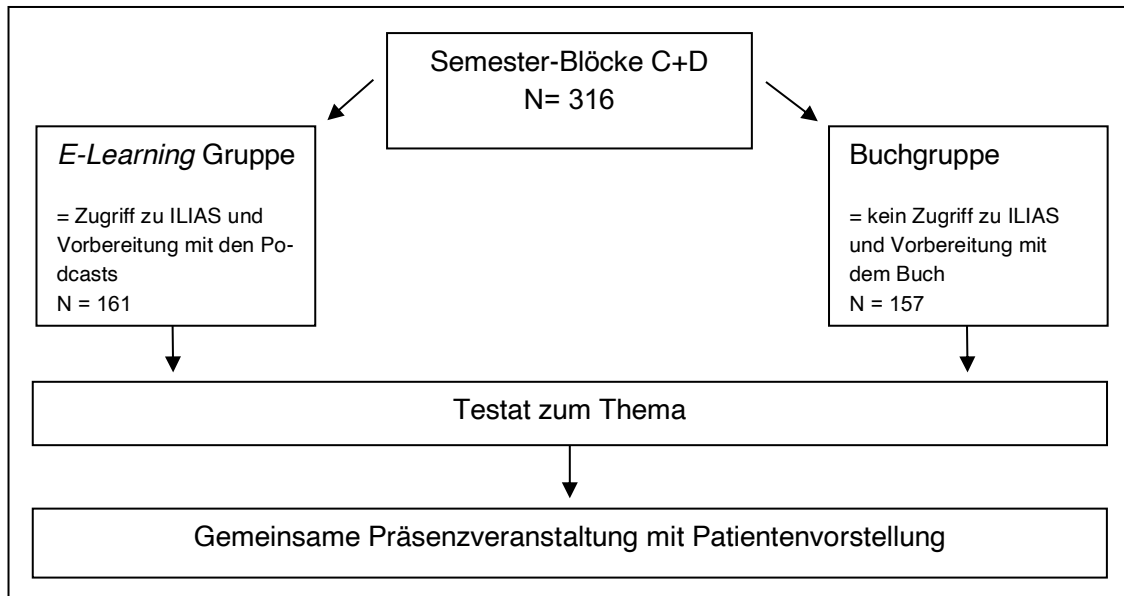 Semester-Blöcke C+D
N= 316
E-Learning Gruppe
= Zugriff zu ILIAS und
Vorbereitung mit den Po-
dcasts
N = 161
Buchgruppe
= kein Zugriff zu ILIAS
und Vorbereitung mit
dem Buch
N = 157
Testat zum Thema
Gemeinsame Präsenzveranstaltung mit Patientenvorstellung